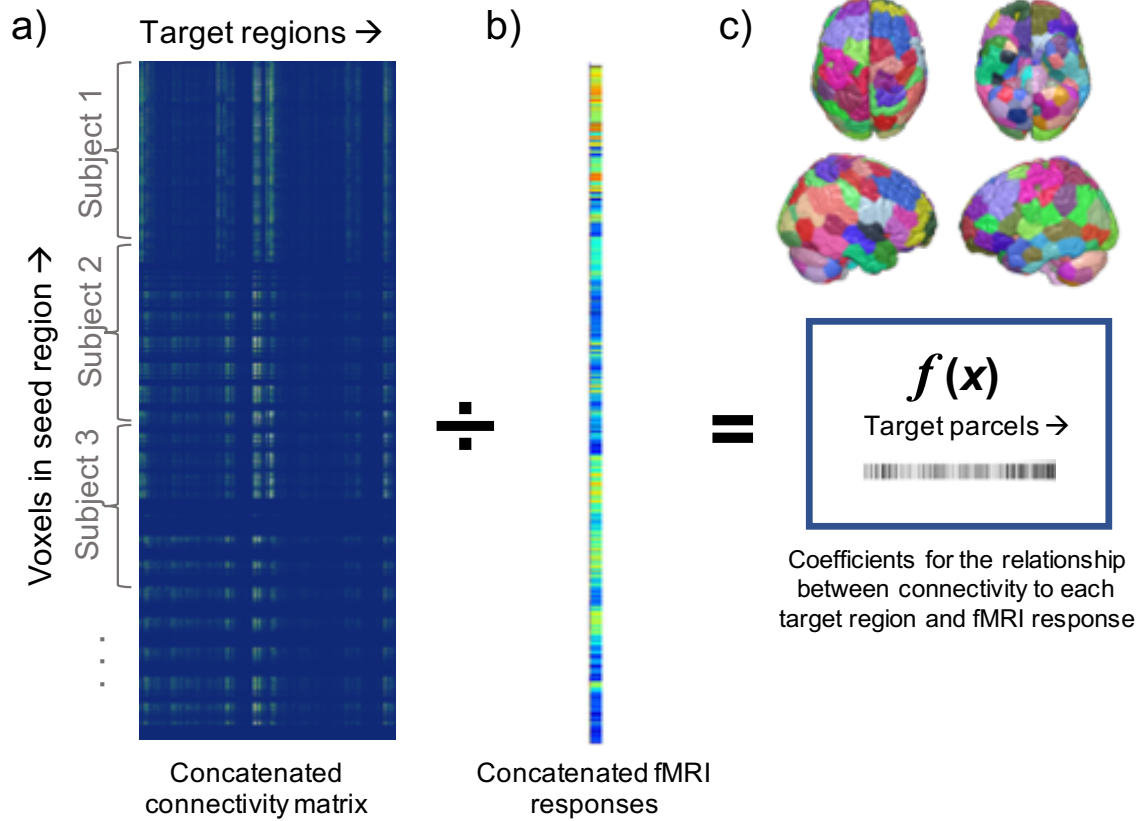 a)
Target regions →
b)
c)
Voxels in seed region →
Subject 1
Subject 2
Subject 3
. . .
÷
=
f(x)
Target parcels →
Coefficients for the relationship
between connectivity to each
target region and fMRI response
Concatenated
connectivity matrix
Concatenated fMRI
responses